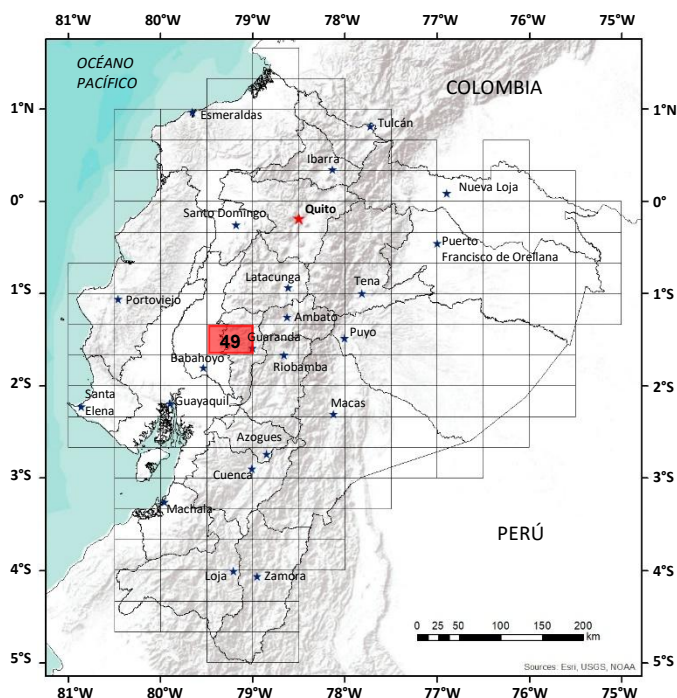 81°W
80°W
79°W
78°W
77°W
76°W
75°W
OCÉANO
PACÍFICO
COLOMBIA
1°N
1°N
Esmeraldas
Tulcán
Ibarra
Nueva Loja
0°
0°
Santo Domingo
Quito
Puerto
Francisco de Orellana
Latacunga
Tena
1°S
1°S
Portoviejo
Ambato
49
Guaranda
Puyo
Babahoyo
Riobamba
2°S
2°S
Santa
Elena
Guayaquil
Macas
Azogues
3°S
3°S
Cuenca
Machala
PERÚ
4°S
4°S
Loja
Zamora
0 25 50 100 150 200
km
5°S
5°S
Sources: Esri, USGS, NOAA
81°W
80°W
79°W
78°W
77°W
76°W
75°W